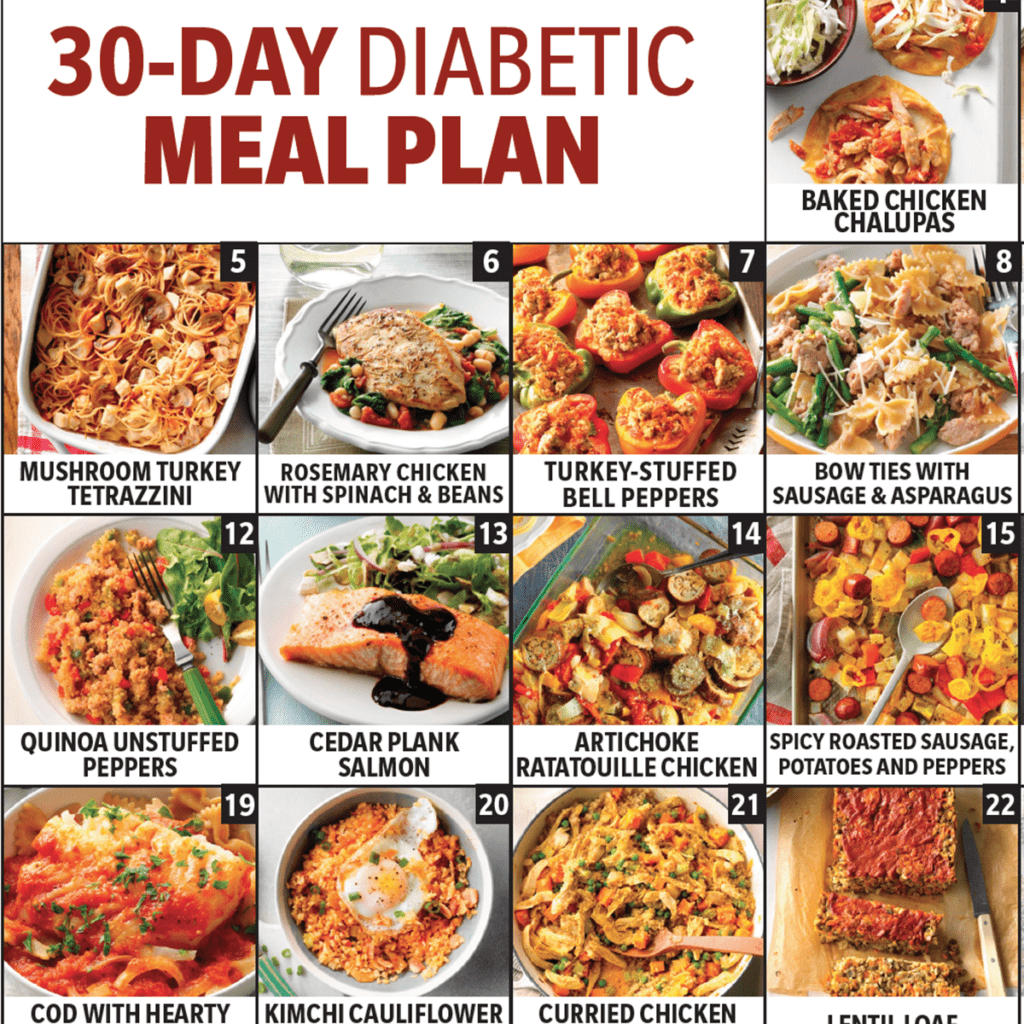 30-DAY DIABETIC
MEAL PLAN
BAKED CHICKEN
CHALUPAS
5
MUSHROOM TURKEY
TETRAZZINI
6
ROSEMARY CHICKEN
WITH SPINACH & BEANS
7
TURKEY-STUFFED
BELL PEPPERS
8
BOW TIES WITH
SAUSAGE & ASPARAGUS
12
QUINOA UNSTUFFED
PEPPERS
13
CEDAR PLANK
SALMON
14
ARTICHOKE
RATATOUILLE CHICKEN
15
SPICY ROASTED SAUSAGE,
POTATOES AND PEPPERS
19
COD WITH HEARTY
20
KIMCHI CAULIFLOWER
21
CURRIED CHICKEN
22
LENTIL LOAF